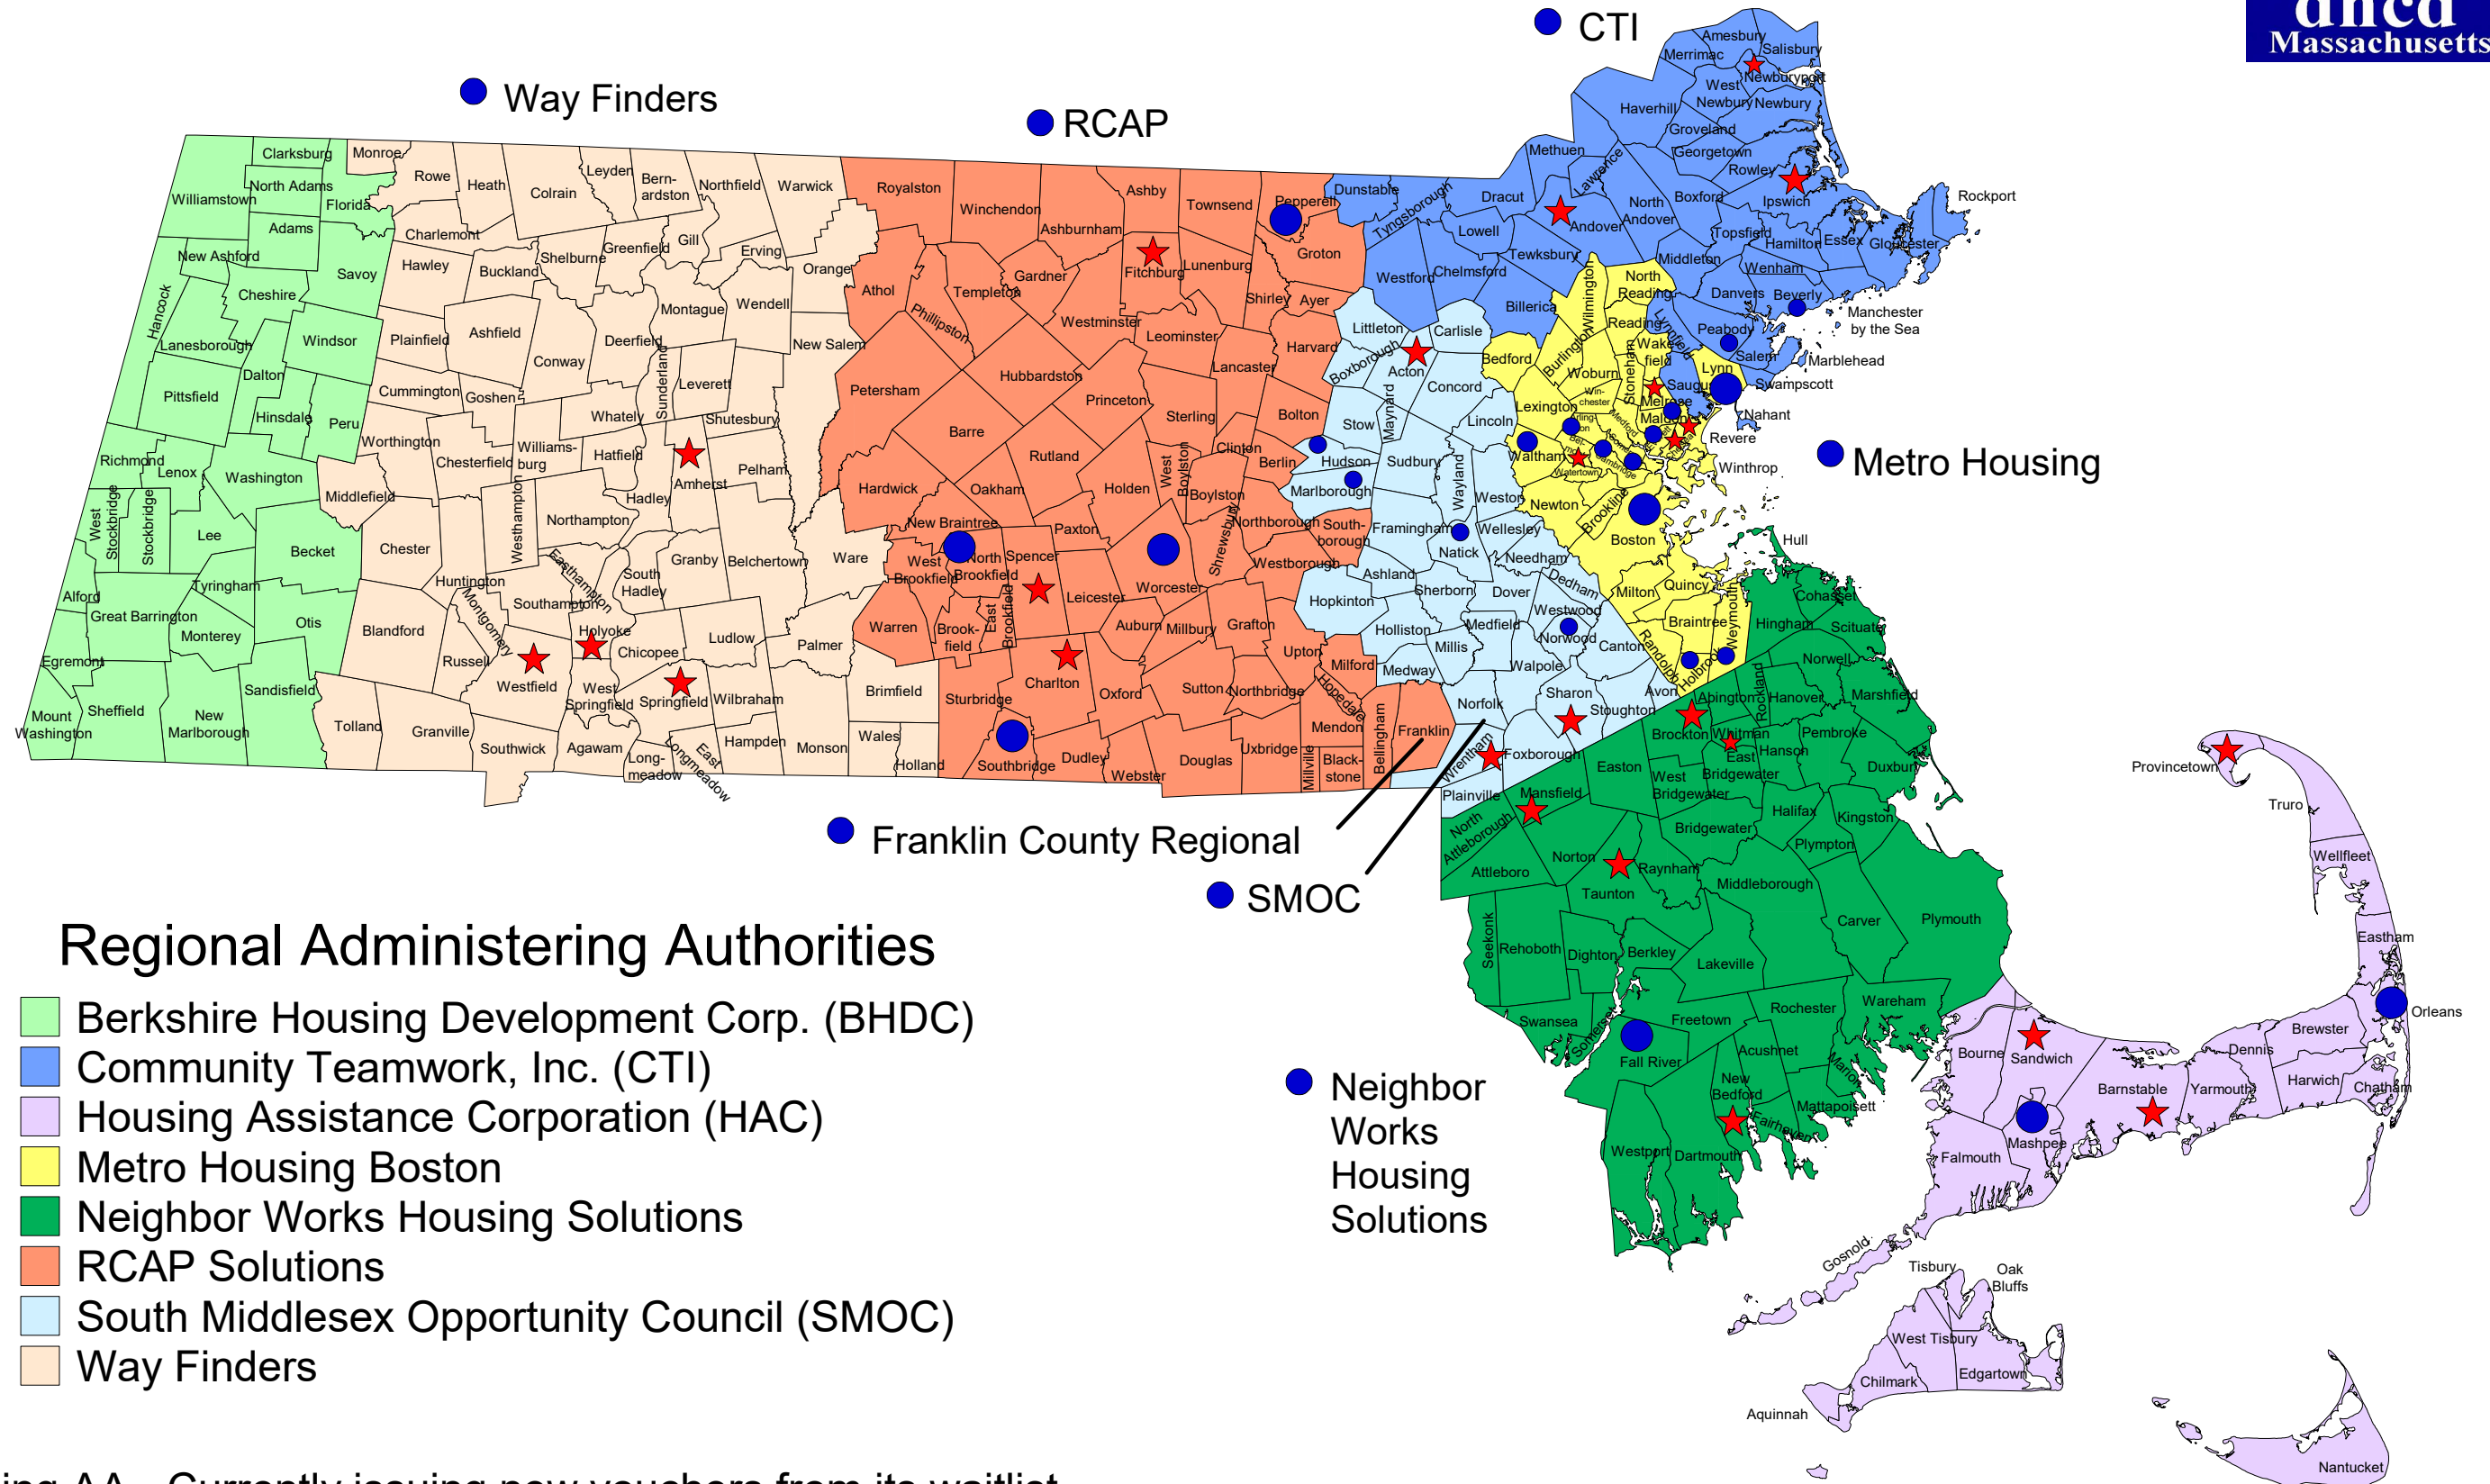 dhcd
Massachusetts
CTI
Way Finders
RCAP
Metro Housing
Franklin County Regional
SMOC
Neighbor
Works
Housing
Solutions
Regional Administering Authorities
Berkshire Housing Development Corp. (BHDC)
Community Teamwork, Inc. (CTI)
Housing Assistance Corporation (HAC)
Metro Housing Boston
Neighbor Works Housing Solutions
RCAP Solutions
South Middlesex Opportunity Council (SMOC)
Way Finders
Clarksburg
Monroe
Williamstown
North Adams
Florida
Adams
New Ashford
Savoy
Hancock
Cheshire
Lanesborough
Windsor
Dalton
Pittsfield
Hinsdale
Peru
Richmond
Lenox
Washington
West
Stockbridge
Stockbridge
Lee
Becket
Alford
Tyringham
Great Barrington
Monterey
Otis
Egremont
Sandisfield
Mount
Washington
Sheffield
New
Marlborough
Rowe
Heath
Colrain
Leyden
Bern-
ardston
Northfield
Warwick
Charlemont
Hawley
Buckland
Shelburne
Greenfield
Gill
Erving
Orange
Montague
Wendell
Plainfield
Ashfield
Conway
Deerfield
New Salem
Cummington
Goshen
Sunderland
Leverett
Whately
Shutesbury
Worthington
Chesterfield
Williams-
burg
Hatfield
Pelham
Middlefield
Hadley
Amherst
Westhampton
Northampton
Chester
Granby
Belchertown
Ware
Huntington
Easthampton
South
Hadley
Southampton
Montgomery
Blandford
Holyoke
Ludlow
Palmer
Russell
Chicopee
Westfield
West
Springfield
Springfield
Wilbraham
Brimfield
Tolland
Granville
Southwick
Agawam
Long-
meadow
East
Longmeadow
Hampden
Monson
Wales
Holland
Royalston
Winchendon
Ashby
Townsend
Pepperell
Ashburnham
Groton
Athol
Templeton
Gardner
Fitchburg
Lunenburg
Shirley
Ayer
Phillipston
Westminster
Leominster
Harvard
Petersham
Hubbardston
Lancaster
Princeton
Sterling
Bolton
Barre
Rutland
Clinton
Berlin
West
Boylston
Hardwick
Oakham
Holden
Boylston
New Braintree
Paxton
Northborough
South-
borough
Shrewsbury
West
Brookfield
North
Brookfield
Spencer
Westborough
Worcester
Leicester
Warren
Brook-
field
East
Brookfield
Auburn
Millbury
Grafton
Upton
Milford
Hopedale
Charlton
Oxford
Sutton
Northbridge
Sturbridge
Mendon
Bellingham
Franklin
Southbridge
Dudley
Webster
Douglas
Uxbridge
Millville
Black-
stone
Amesbury
Salisbury
Merrimac
Newburyport
West
Newbury
Newbury
Haverhill
Groveland
Georgetown
Methuen
Lawrence
Rowley
Dunstable
Tyngsborough
Dracut
North
Andover
Boxford
Ipswich
Rockport
Andover
Lowell
Topsfield
Hamilton
Essex
Gloucester
Tewksbury
Westford
Chelmsford
Middleton
Wenham
Billerica
Danvers
Beverly
Manchester
by the Sea
Lynnfield
Peabody
Salem
Marblehead
Swampscott
Saugus
Nahant
Wilmington
North
Reading
Reading
Bedford
Burlington
Wake-
field
Stoneham
Woburn
Lynn
Win-
chester
Lexington
Melrose
Medford
Revere
Winthrop
Waltham
Watertown
Newton
Brookline
Boston
Milton
Quincy
Braintree
Weymouth
Randolph
Holbrook
Littleton
Carlisle
Boxborough
Acton
Concord
Stow
Maynard
Lincoln
Hudson
Sudbury
Wayland
Marlborough
Weston
Framingham
Wellesley
Natick
Needham
Ashland
Dedham
Hopkinton
Sherborn
Dover
Westwood
Holliston
Medfield
Norwood
Millis
Canton
Medway
Walpole
Norfolk
Sharon
Avon
Stoughton
Wrentham
Foxborough
Plainville
Hull
Cohasset
Hingham
Scituate
Norwell
Rockland
Abington
Hanover
Marshfield
Brockton
Whitman
Pembroke
Hanson
Easton
East
Bridgewater
West
Bridgewater
Duxbury
Mansfield
North
Attleborough
Halifax
Kingston
Bridgewater
Plympton
Norton
Raynham
Attleboro
Taunton
Middleborough
Carver
Plymouth
Seekonk
Rehoboth
Dighton
Berkley
Lakeville
Rochester
Wareham
Swansea
Somerset
Freetown
Fall River
Acushnet
Marion
New
Bedford
Mattapoisett
Fairhaven
Westport
Dartmouth
Provincetown
Truro
Wellfleet
Eastham
Orleans
Brewster
Dennis
Bourne
Sandwich
Barnstable
Yarmouth
Harwich
Chatham
Mashpee
Falmouth
Gosnold
Tisbury
Oak
Bluffs
West Tisbury
Edgartown
Chilmark
Aquinnah
Nantucket